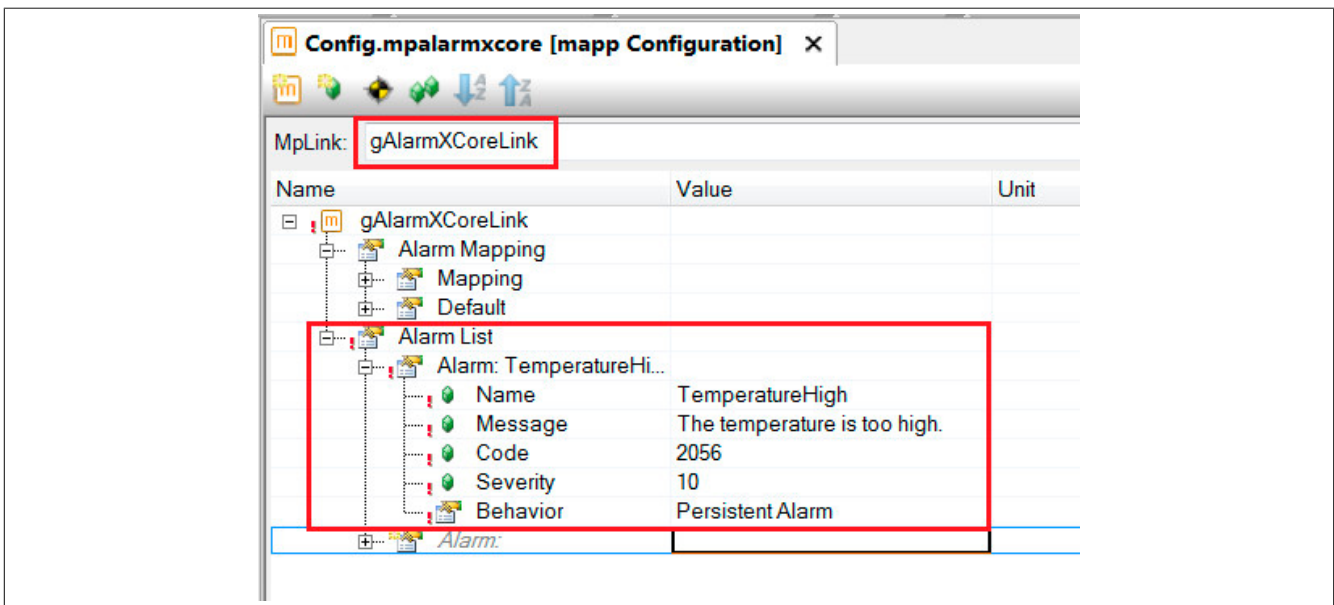 Config.mpalarmxcore [mapp Configuration] X
MpLink: gAlarmXCoreLink
Name Value Unit
gAlarmXCoreLink
Alarm Mapping
Mapping
Default
Alarm List
Alarm: TemperatureHi...
Name TemperatureHigh
Message The temperature is too high.
Code 2056
Severity 10
Behavior Persistent Alarm
Alarm: